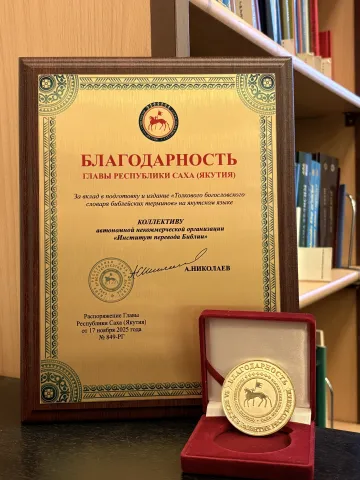 БЛАГОДАРНОСТЬ
ГЛАВЫ РЕСПУБЛИКИ САХА (ЯКУТИЯ)
За вклад в подготовку и издание «Толкового богословского
словаря библейских терминов» на якутском языке
КОЛЛЕКТИВУ
автономной некоммерческой организации
«Институт перевода Библии»
А.НИКОЛАЕВ
Распоряжение Главы
Республики Саха (Якутия)
от 17 ноября 2025 года
№ 849-РГ
БЛАГОДАРНОСТЬ